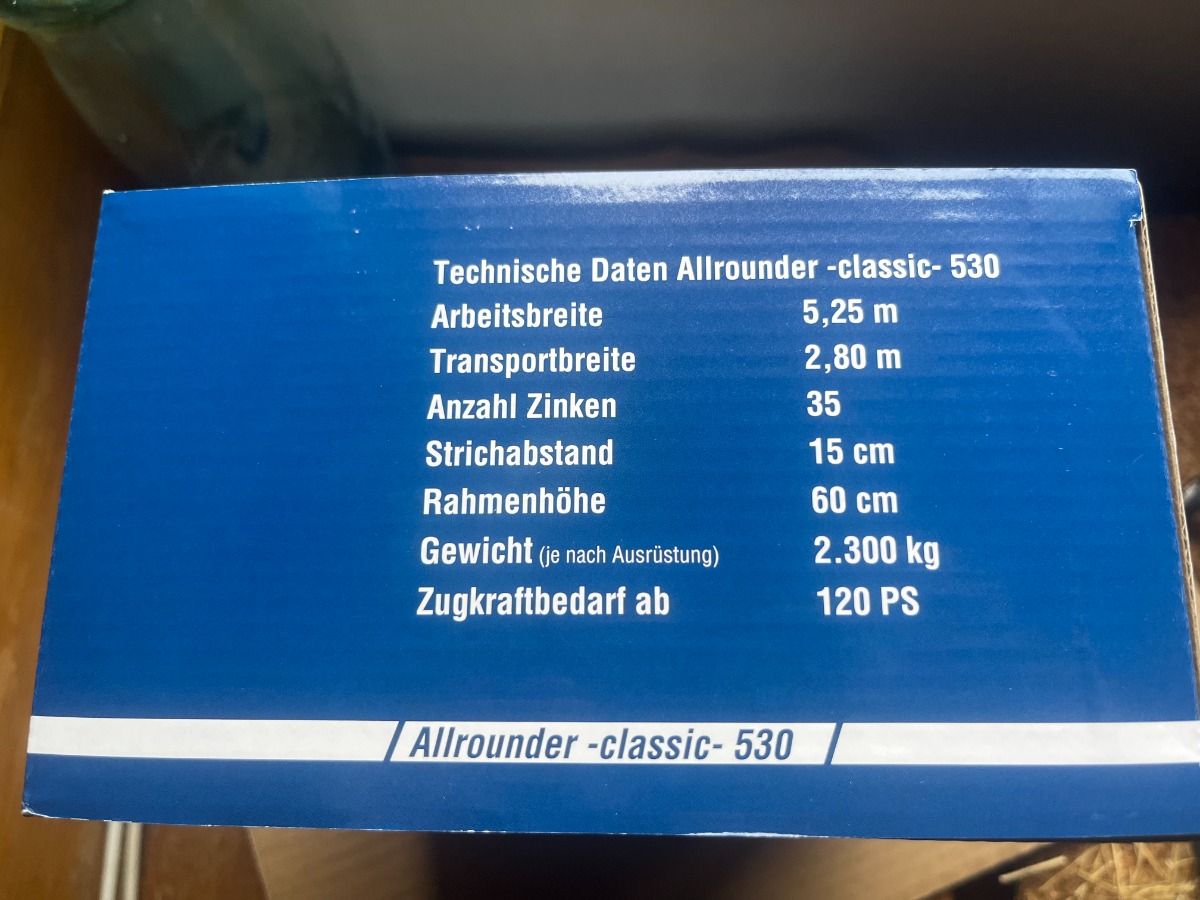 Technische Daten Allrounder -classic- 530
Arbeitsbreite 5,25 m
Transportbreite 2,80 m
Anzahl Zinken 35
Strichabstand 15 cm
Rahmenhöhe 60 cm
Gewicht (je nach Ausrüstung) 2.300 kg
Zugkraftbedarf ab 120 PS
Allrounder -classic- 530